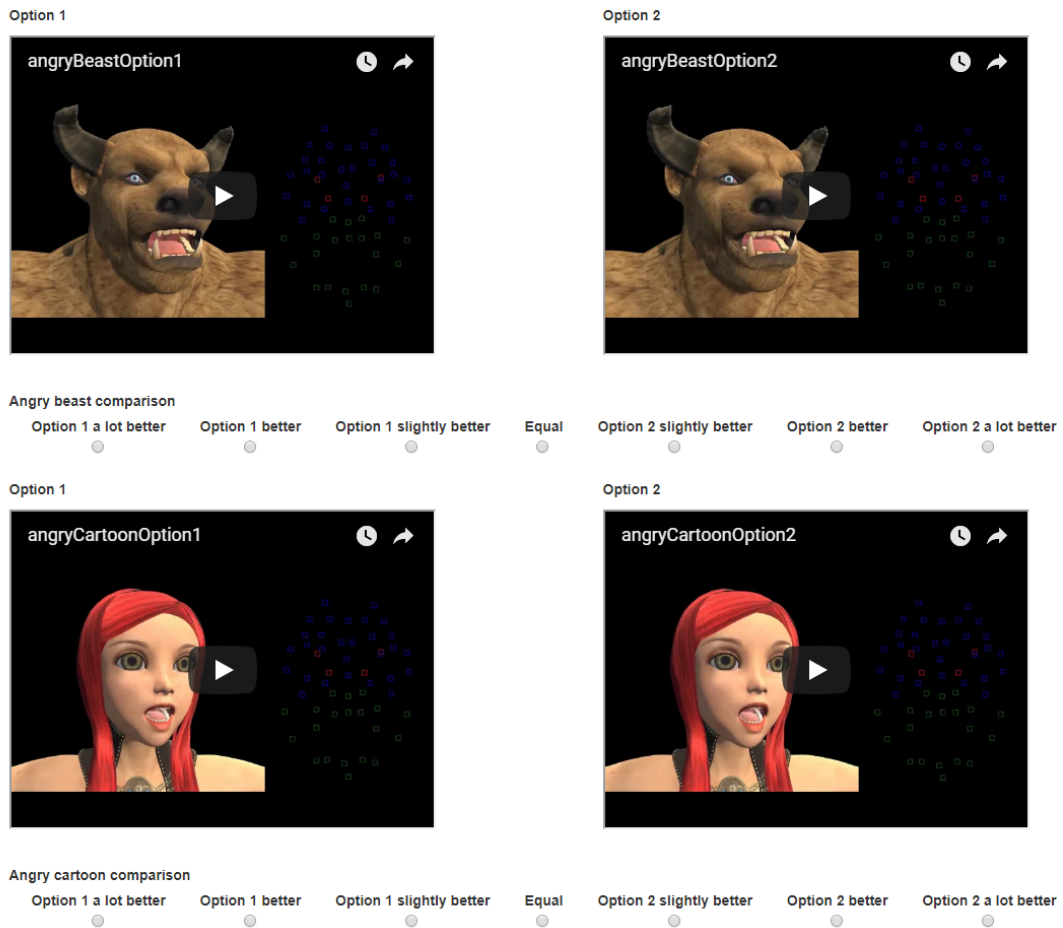 Option 1 Option 2
angryBeastOption1 angryBeastOption2
Angry beast comparison
Option 1 a lot better Option 1 better Option 1 slightly better Equal Option 2 slightly better Option 2 better Option 2 a lot better
Option 1 Option 2
angryCartoonOption1 angryCartoonOption2
Angry cartoon comparison
Option 1 a lot better Option 1 better Option 1 slightly better Equal Option 2 slightly better Option 2 better Option 2 a lot better